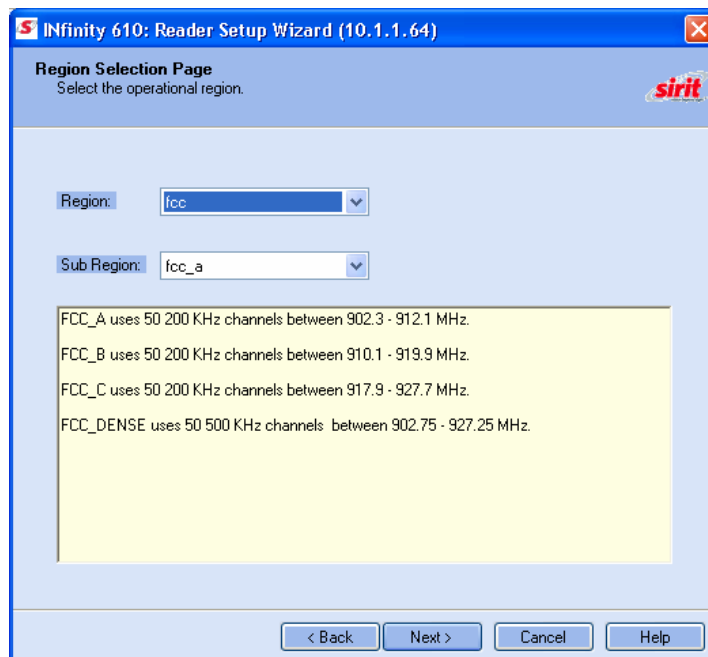 INfinity 610: Reader Setup Wizard (10.1.1.64)
Region Selection Page
Select the operational region.
sirit
Region: fcc
Sub Region: fcc_a
FCC_A uses 50 200 KHz channels between 902.3 - 912.1 MHz.
FCC_B uses 50 200 KHz channels between 910.1 - 919.9 MHz.
FCC_C uses 50 200 KHz channels between 917.9 - 927.7 MHz.
FCC_DENSE uses 50 500 KHz channels  between 902.75 - 927.25 MHz.
< Back Next > Cancel Help